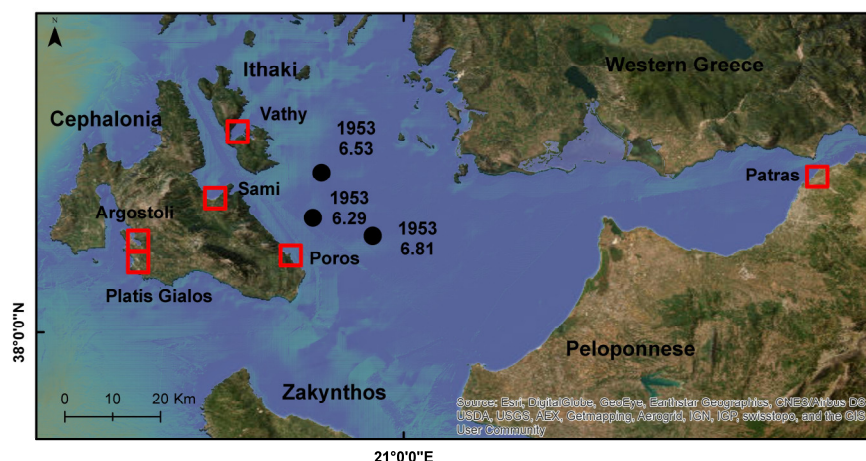 N
Ithaki
Western Greece
Cephalonia
Vathy
1953
6.53
Patras
Sami
1953
6.29
Argostoli
1953
6.81
Poros
Platis Gialos
38°0'0"N
Peloponnese
Zakynthos
0 10 20 Km
Source: Esri, DigitalGlobe, GeoEye, Earthstar Geographics, CNES/Airbus DS,
USDA, USGS, AEX, Getmapping, Aerogrid, IGN, IGP, swisstopo, and the GIS
User Community
21°0'0"E